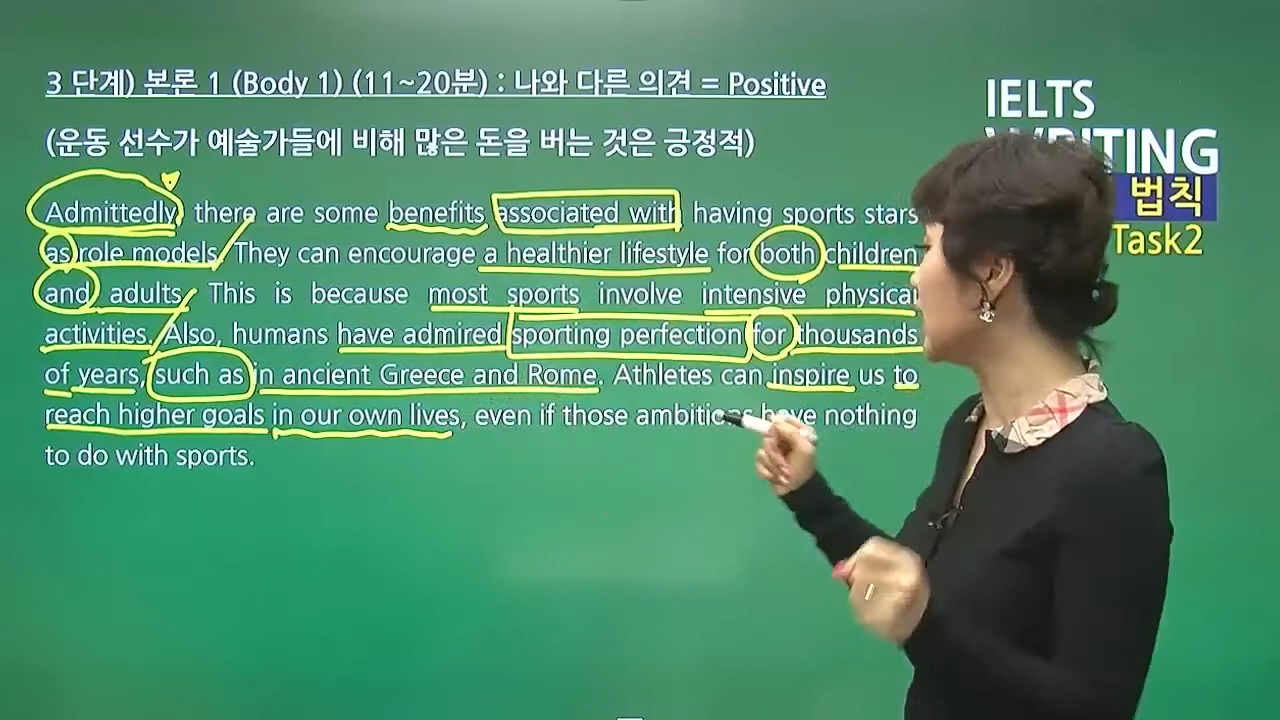 3 단계) 본론 1 (Body 1) (11~20분) : 나와 다른 의견 = Positive
(운동 선수가 예술가들에 비해 많은 돈을 버는 것은 긍정적)
Admittedly, there are some benefits associated with having sports stars
as role models. They can encourage a healthier lifestyle for both children
and adults. This is because most sports involve intensive physical
activities. Also, humans have admired sporting perfection for thousands
of years, such as in ancient Greece and Rome. Athletes can inspire us to
reach higher goals in our own lives, even if those ambitions have nothing
to do with sports.
IELTS
WRITING
법칙
Task2